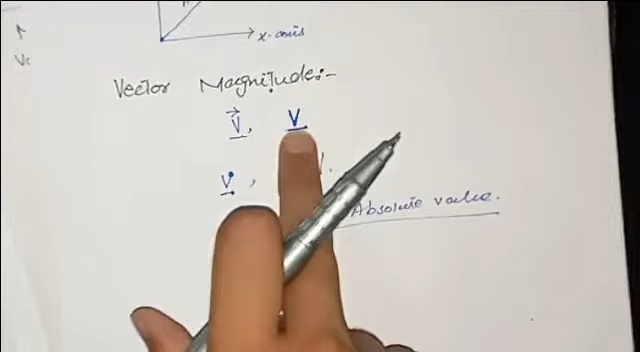 x-axis
Vector Magnitude:-
V⃗, V
V,
Absolute value.